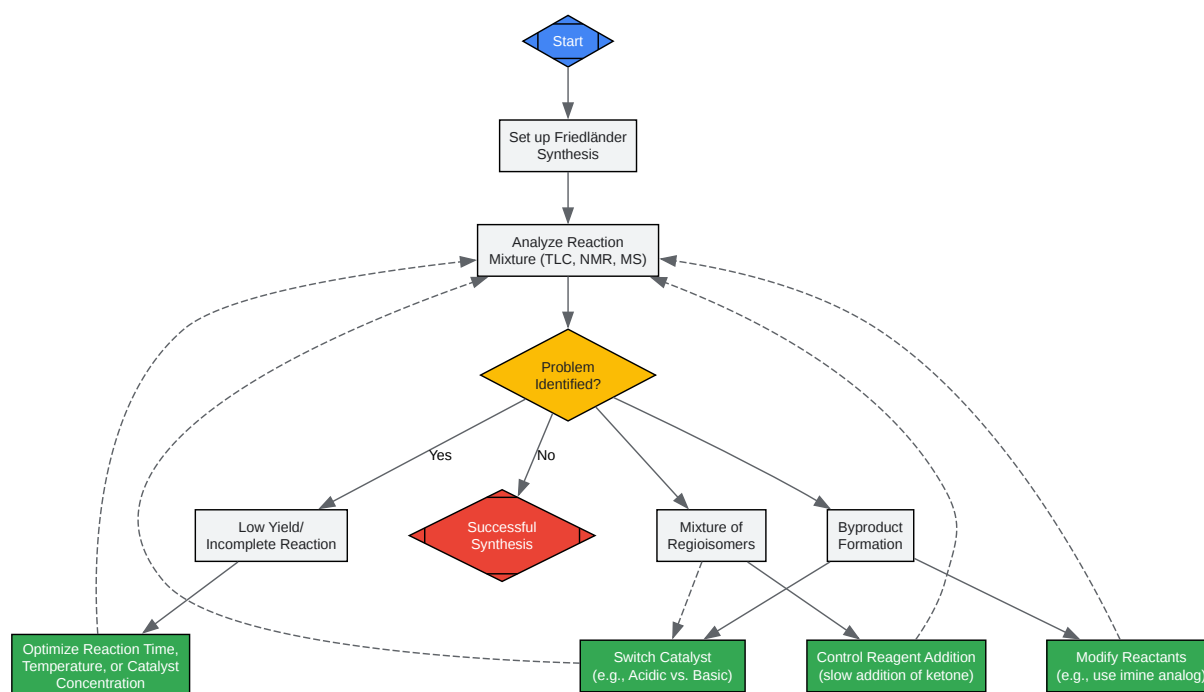 Start
Set up Friedländer
Synthesis
Analyze Reaction
Mixture (TLC, NMR, MS)
Problem
Identified?
Yes
No
Low Yield/
Incomplete Reaction
Successful
Synthesis
Mixture of
Regioisomers
Byproduct
Formation
Optimize Reaction Time,
Temperature, or Catalyst
Concentration
Switch Catalyst
(e.g., Acidic vs. Basic)
Control Reagent Addition
(slow addition of ketone)
Modify Reactants
(e.g., use imine analog)